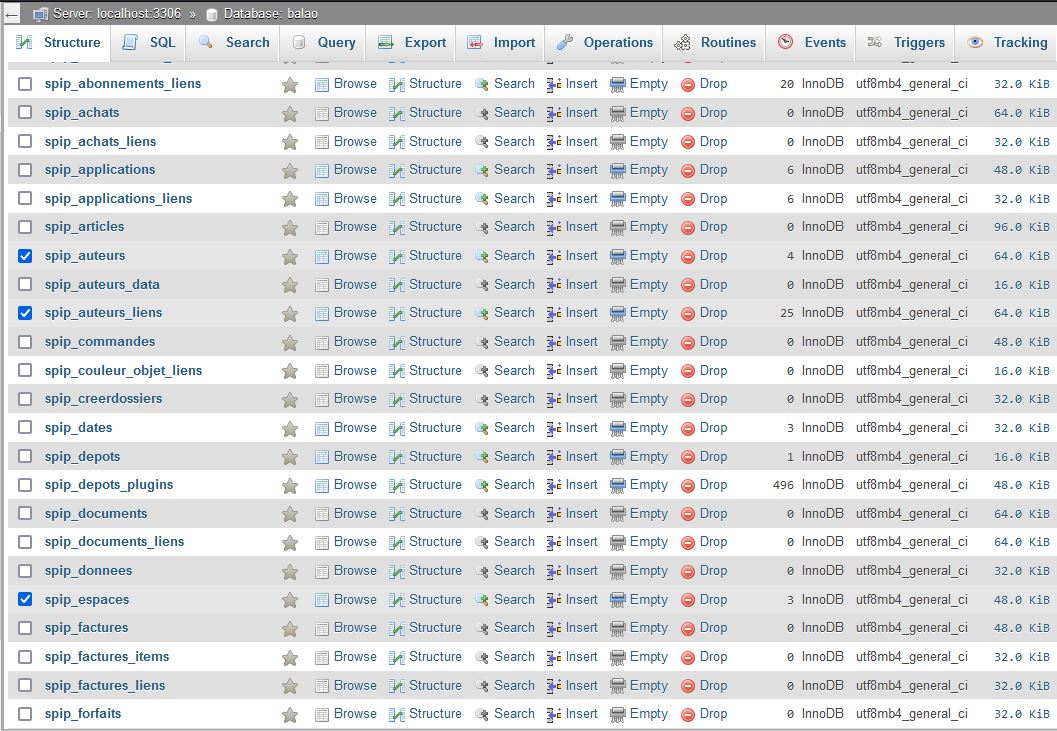 Server: localhost:3306 » Database: balao
Structure SQL Search Query Export Import Operations Routines Events Triggers Tracking
spip_abonnements_liens Browse Structure Search Insert Empty Drop 20 InnoDB utf8mb4_general_ci 32.0 KiB
spip_achats Browse Structure Search Insert Empty Drop 0 InnoDB utf8mb4_general_ci 64.0 KiB
spip_achats_liens Browse Structure Search Insert Empty Drop 0 InnoDB utf8mb4_general_ci 32.0 KiB
spip_applications Browse Structure Search Insert Empty Drop 6 InnoDB utf8mb4_general_ci 48.0 KiB
spip_applications_liens Browse Structure Search Insert Empty Drop 6 InnoDB utf8mb4_general_ci 32.0 KiB
spip_articles Browse Structure Search Insert Empty Drop 0 InnoDB utf8mb4_general_ci 96.0 KiB
spip_auteurs Browse Structure Search Insert Empty Drop 4 InnoDB utf8mb4_general_ci 64.0 KiB
spip_auteurs_data Browse Structure Search Insert Empty Drop 0 InnoDB utf8mb4_general_ci 16.0 KiB
spip_auteurs_liens Browse Structure Search Insert Empty Drop 25 InnoDB utf8mb4_general_ci 64.0 KiB
spip_commandes Browse Structure Search Insert Empty Drop 0 InnoDB utf8mb4_general_ci 48.0 KiB
spip_couleur_objet_liens Browse Structure Search Insert Empty Drop 0 InnoDB utf8mb4_general_ci 16.0 KiB
spip_creerdossiers Browse Structure Search Insert Empty Drop 0 InnoDB utf8mb4_general_ci 32.0 KiB
spip_dates Browse Structure Search Insert Empty Drop 3 InnoDB utf8mb4_general_ci 32.0 KiB
spip_depots Browse Structure Search Insert Empty Drop 1 InnoDB utf8mb4_general_ci 16.0 KiB
spip_depots_plugins Browse Structure Search Insert Empty Drop 496 InnoDB utf8mb4_general_ci 48.0 KiB
spip_documents Browse Structure Search Insert Empty Drop 0 InnoDB utf8mb4_general_ci 64.0 KiB
spip_documents_liens Browse Structure Search Insert Empty Drop 0 InnoDB utf8mb4_general_ci 64.0 KiB
spip_donnees Browse Structure Search Insert Empty Drop 0 InnoDB utf8mb4_general_ci 32.0 KiB
spip_espaces Browse Structure Search Insert Empty Drop 3 InnoDB utf8mb4_general_ci 48.0 KiB
spip_factures Browse Structure Search Insert Empty Drop 0 InnoDB utf8mb4_general_ci 48.0 KiB
spip_factures_items Browse Structure Search Insert Empty Drop 0 InnoDB utf8mb4_general_ci 32.0 KiB
spip_factures_liens Browse Structure Search Insert Empty Drop 0 InnoDB utf8mb4_general_ci 32.0 KiB
spip_forfaits Browse Structure Search Insert Empty Drop 0 InnoDB utf8mb4_general_ci 32.0 KiB